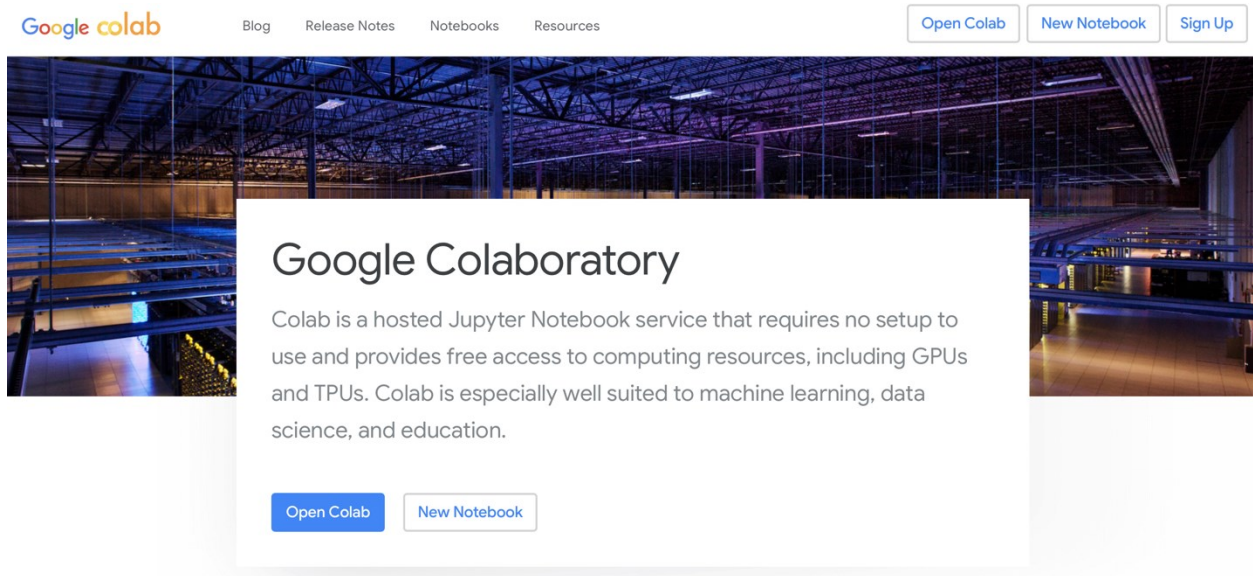 Google colab
Blog Release Notes Notebooks Resources
Open Colab New Notebook Sign Up
Google Colaboratory
Colab is a hosted Jupyter Notebook service that requires no setup to
use and provides free access to computing resources, including GPUs
and TPUs. Colab is especially well suited to machine learning, data
science, and education.
Open Colab New Notebook